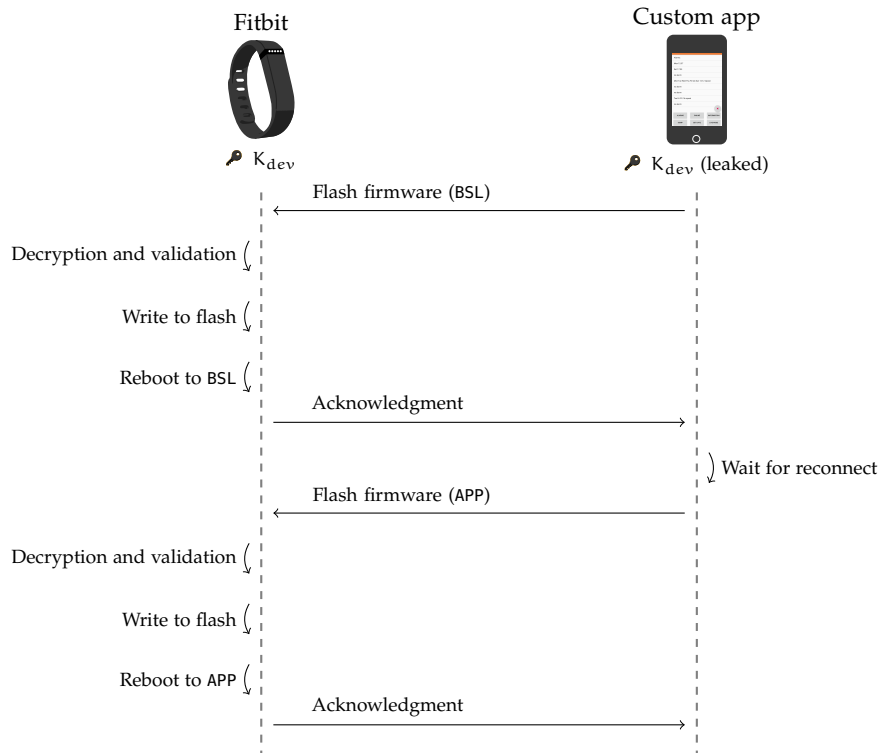 Fitbit
Custom app
K_dev
K_dev (leaked)
Flash firmware (BSL)
Decryption and validation
Write to flash
Reboot to BSL
Acknowledgment
Wait for reconnect
Flash firmware (APP)
Decryption and validation
Write to flash
Reboot to APP
Acknowledgment